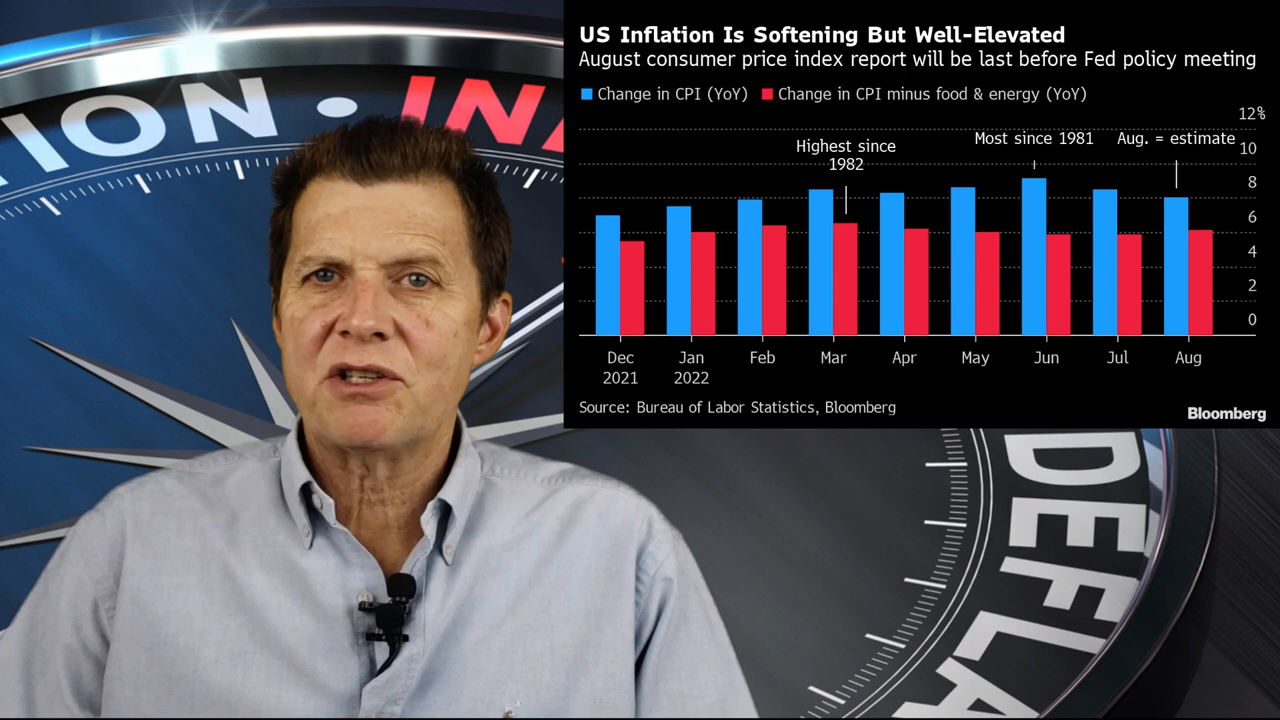 US Inflation Is Softening But Well-Elevated
August consumer price index report will be last before Fed policy meeting
Change in CPI (YoY) Change in CPI minus food & energy (YoY)
12%
Highest since
1982
Most since 1981
Aug. = estimate
10
8
6
4
2
0
Dec Jan Feb Mar Apr May Jun Jul Aug
2021 2022
Source: Bureau of Labor Statistics, Bloomberg
Bloomberg
ION • IN
DEFLA